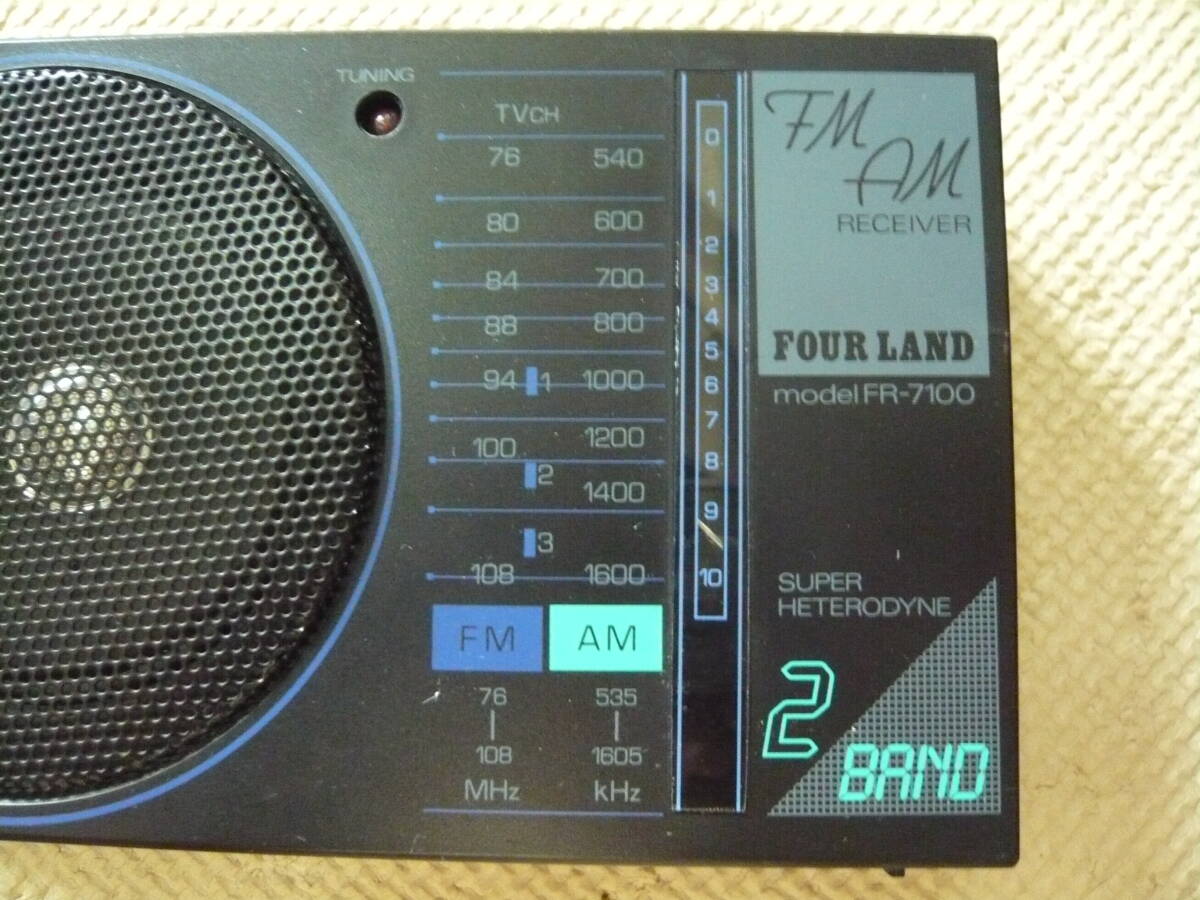 TUNING
TVCH
76 540
80 600
84 700
88 800
94 1 1000
100 1200
2 1400
3
108 1600
FM AM
76 535
108 1605
MHz kHz
0
1
2
3
4
5
6
7
8
9
10
FM
AM
RECEIVER
FOUR LAND
model FR-7100
SUPER
HETERODYNE
2
BAND